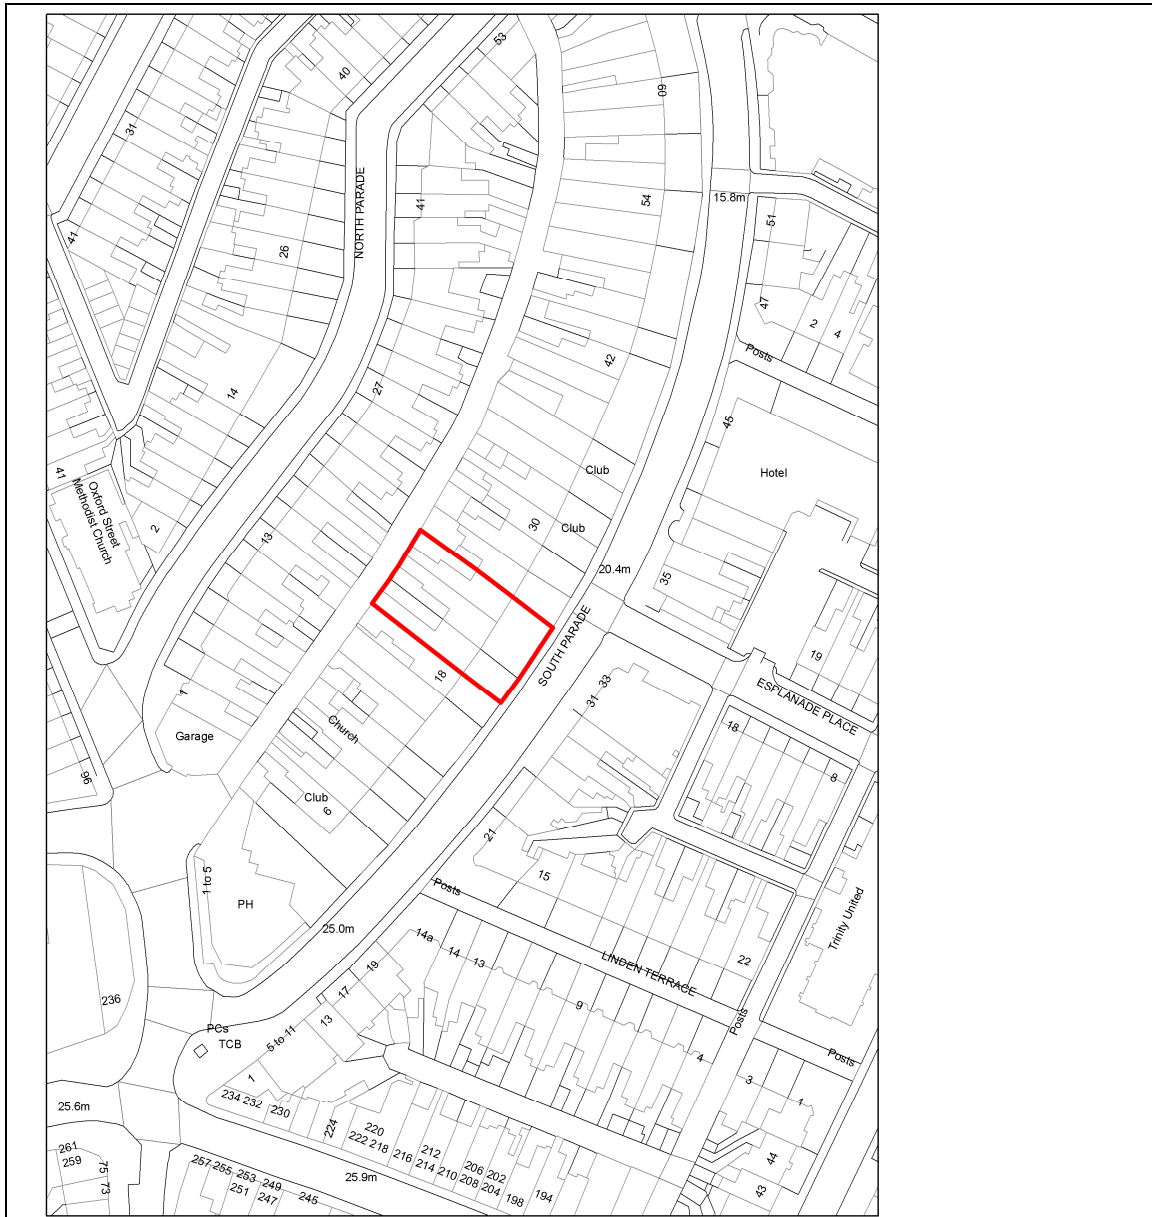 53
40
60
31
NORTH PARADE
41
54
15.8m
51
41
26
47
2
4
Posts
42
27
14
45
Club
Hotel
41
Oxford Street
Methodist Church
2
30
Club
13
20.4m
35
SOUTH PARADE
19
18
1
ESPLANADE PLACE
33
31
Garage
Church
18
96
8
Club
6
21
15
1 to 5
Posts
PH
Trinity United
25.0m
14a
14
13
22
LINDEN TERRACE
19
17
9
236
13
PCs
TCB
5 to 11
Posts
4
Posts
1
3
1
234
232
230
25.6m
224
220
222
218
212
216
214
210
206
202
208
204
198
194
44
43
261
259
75
73
257
255
253
249
251
247
245
25.9m